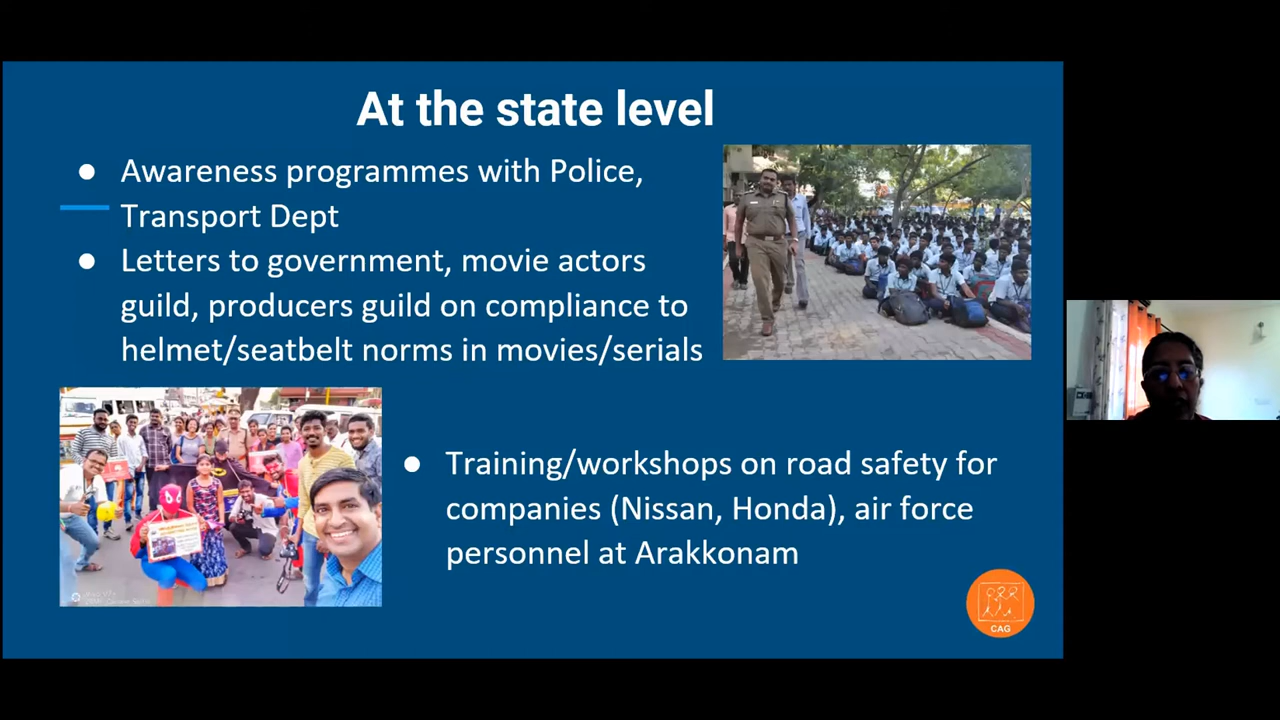 At the state level
● Awareness programmes with Police,
Transport Dept
● Letters to government, movie actors
guild, producers guild on compliance to
helmet/seatbelt norms in movies/serials
● Training/workshops on road safety for
companies (Nissan, Honda), air force
personnel at Arakkonam
CAG